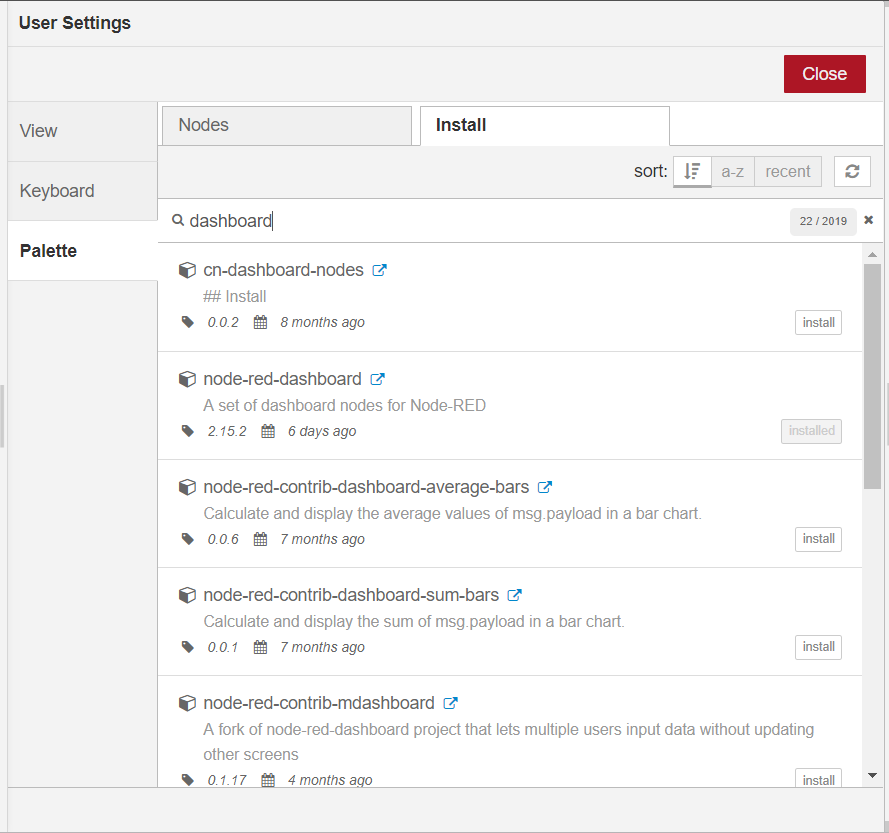 User Settings
Close
View
Keyboard
Palette
Nodes
Install
sort: a-z recent
dashboard 22 / 2019
cn-dashboard-nodes
## Install
0.0.2 8 months ago install
node-red-dashboard
A set of dashboard nodes for Node-RED
2.15.2 6 days ago installed
node-red-contrib-dashboard-average-bars
Calculate and display the average values of msg.payload in a bar chart.
0.0.6 7 months ago install
node-red-contrib-dashboard-sum-bars
Calculate and display the sum of msg.payload in a bar chart.
0.0.1 7 months ago install
node-red-contrib-mdashboard
A fork of node-red-dashboard project that lets multiple users input data without updating
other screens
0.1.17 4 months ago install